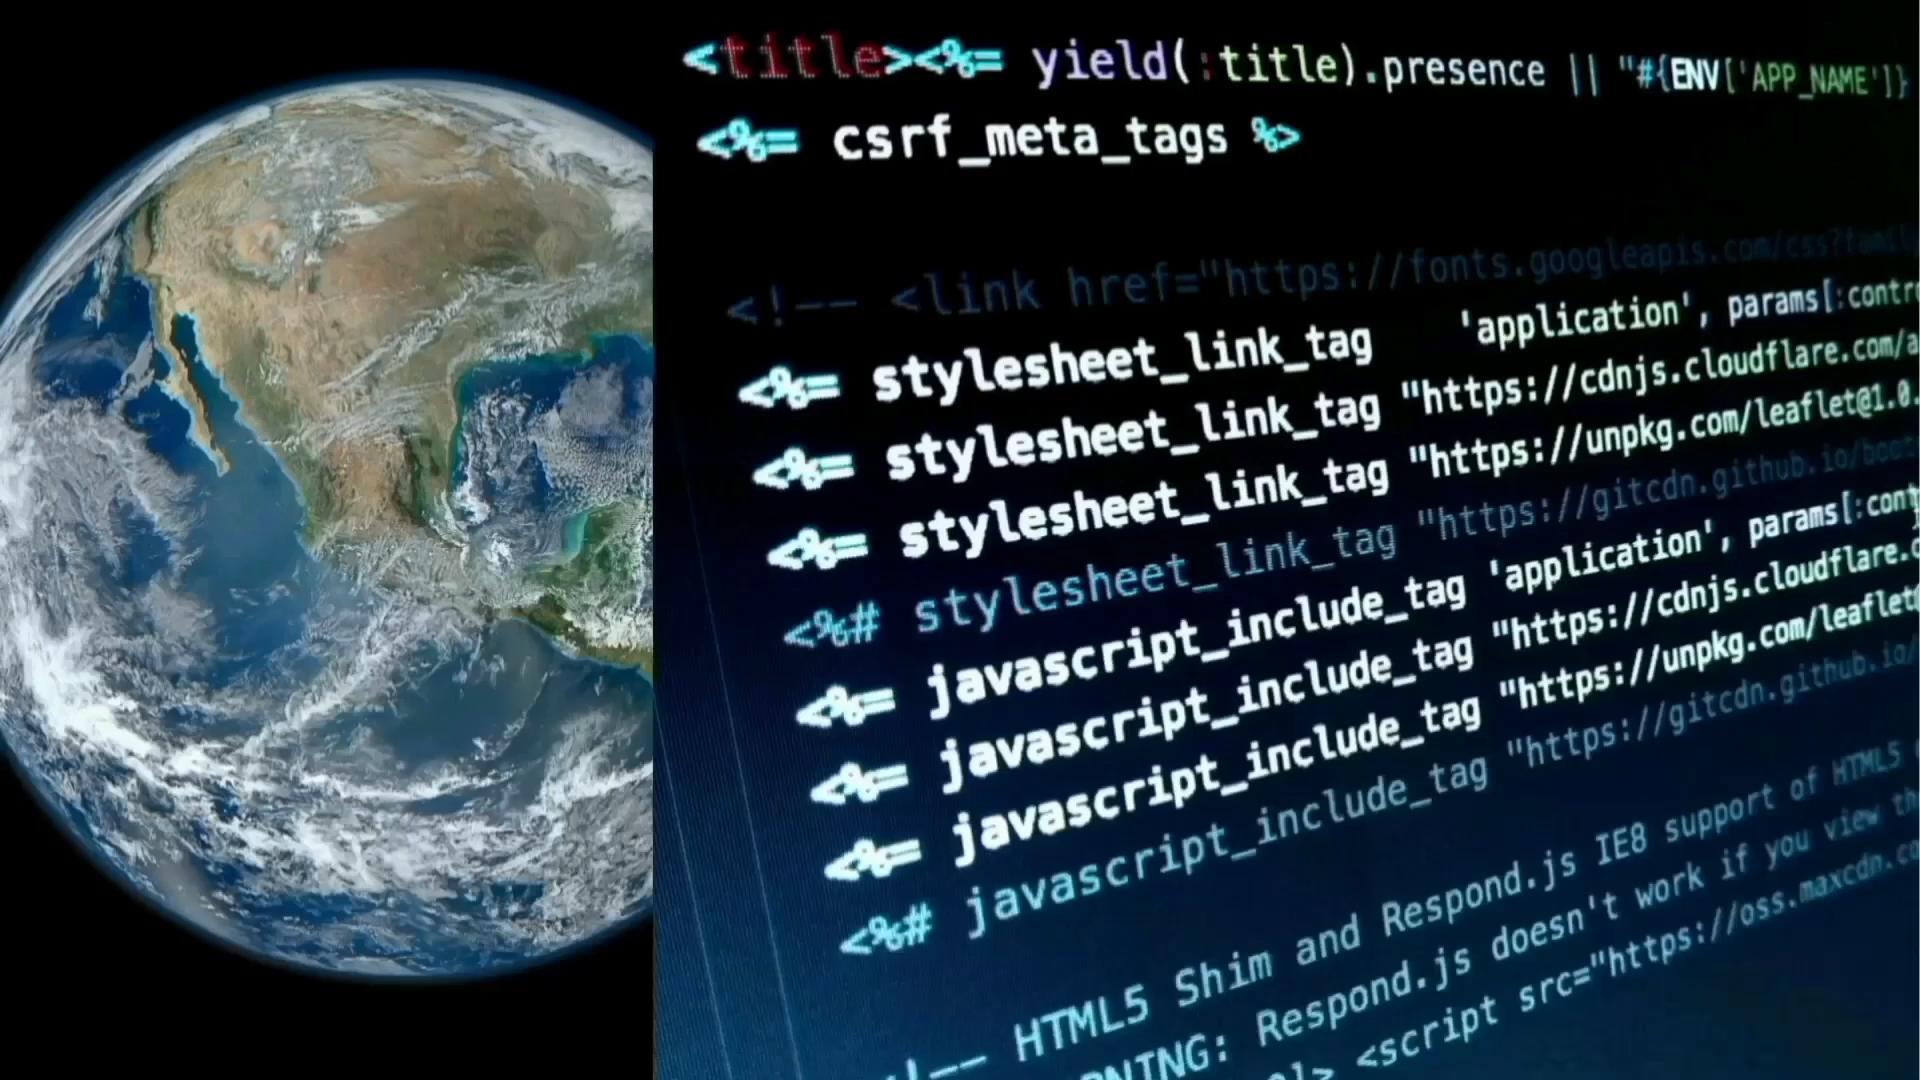 <title><%= yield(:title).presence || "#{ENV['APP_NAME']}
<%= csrf_meta_tags %>
<!-- <link href="https://fonts.googleapis.com/css?family
<%= stylesheet_link_tag 'application', params[:contro
<%= stylesheet_link_tag "https://cdnjs.cloudflare.com/a
<%= stylesheet_link_tag "https://unpkg.com/leaflet@1.0.
<%# stylesheet_link_tag "https://gitcdn.github.io/boot
<%= javascript_include_tag 'application', params[:cont
<%= javascript_include_tag "https://cdnjs.cloudflare.c
<%= javascript_include_tag "https://unpkg.com/leaflet@
<%# javascript_include_tag "https://gitcdn.github.io/
<!-- HTML5 Shim and Respond.js IE8 support of HTML5
RNING: Respond.js doesn't work if you view th
<script src="https://oss.maxcdn.co